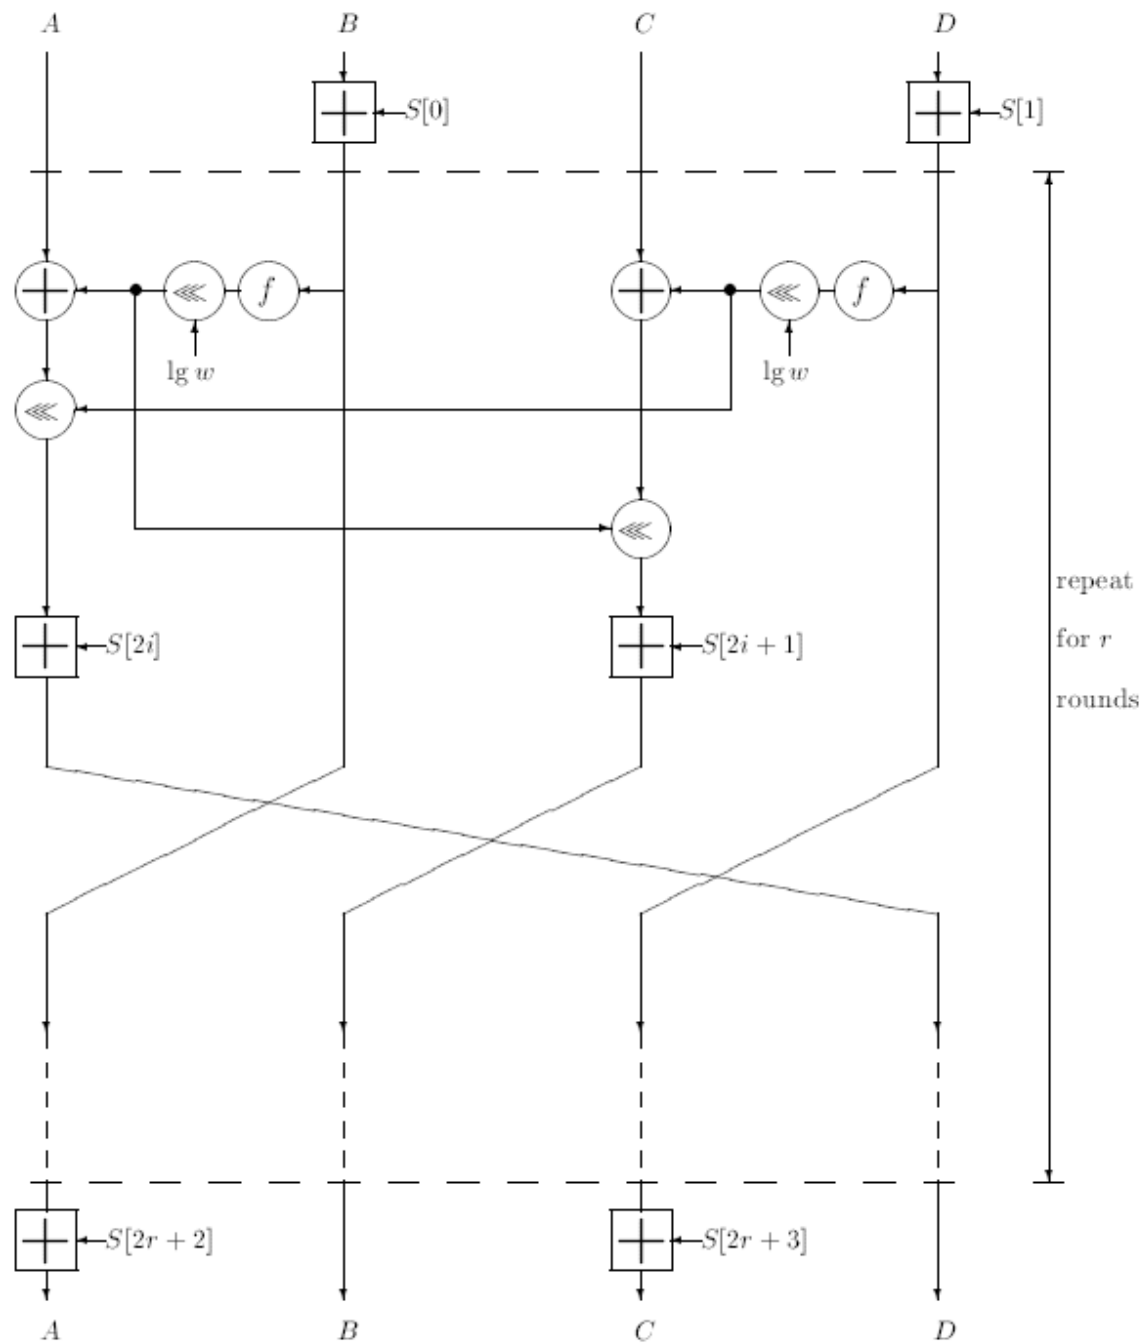 A B C D
S[0] S[1]
f f
lg w lg w
repeat
S[2i] S[2i + 1] for r
rounds
S[2r + 2] S[2r + 3]
A B C D